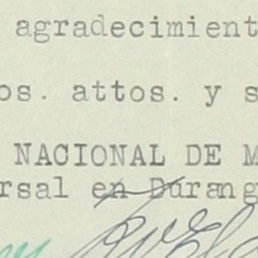 agradecimient
os. attos. y s
NACIONAL DE M
rsal en Durang